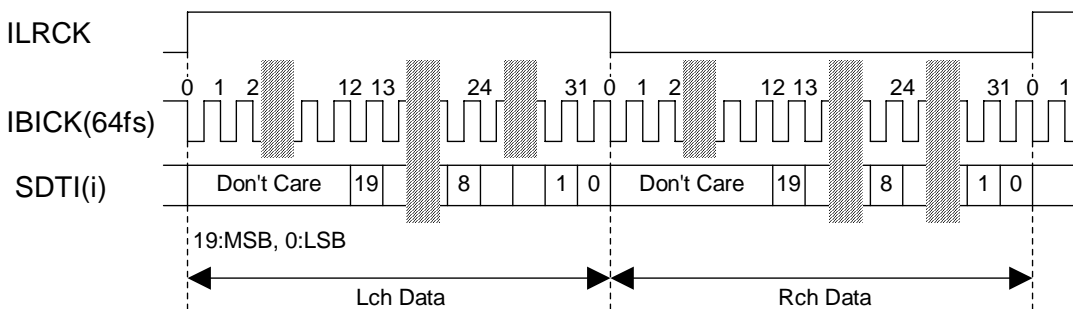 ILRCK
0 1 2 12 13 24 31 0 1 2 12 13 24 31 0 1
IBICK(64fs)
SDTI(i) Don't Care 19 8 1 0 Don't Care 19 8 1 0
19:MSB, 0:LSB
Lch Data Rch Data